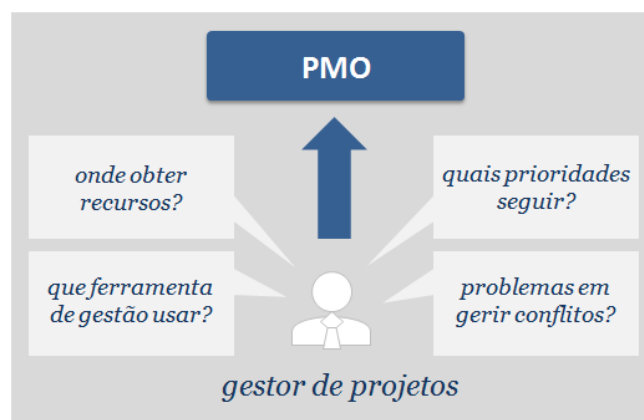 PMO
onde obter
recursos?
quais prioridades
seguir?
que ferramenta
de gestão usar?
problemas em
gerir conflitos?
gestor de projetos